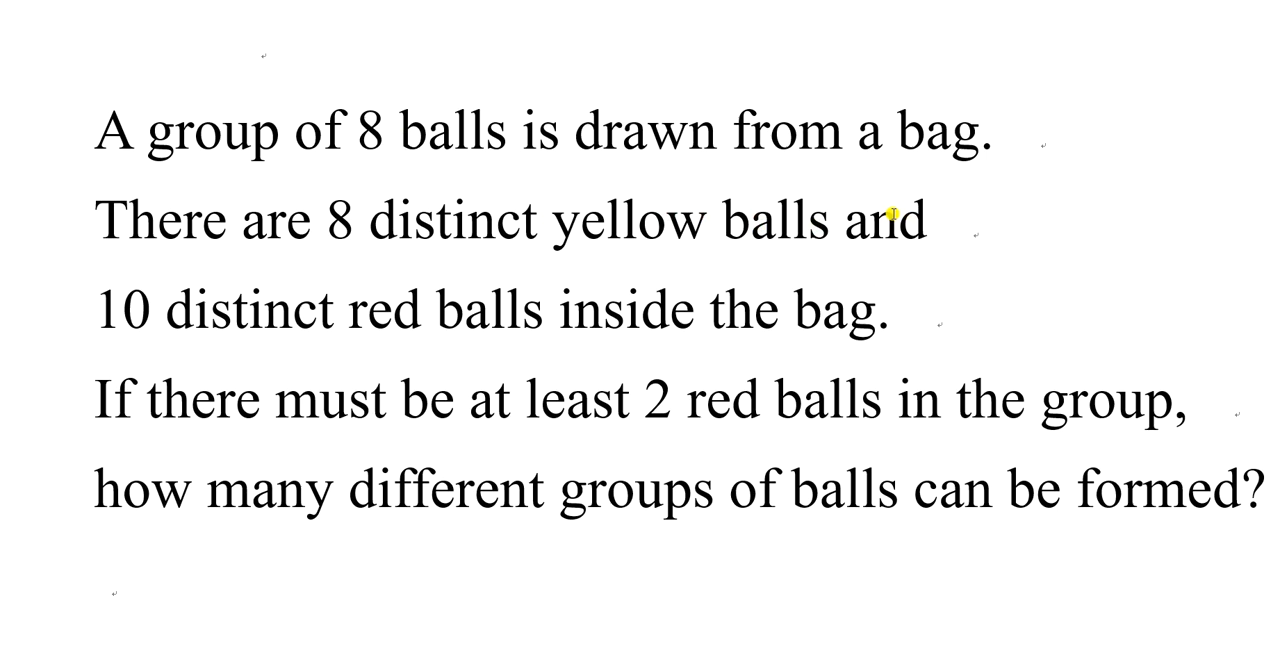 A group of 8 balls is drawn from a bag.
There are 8 distinct yellow balls and
10 distinct red balls inside the bag.
If there must be at least 2 red balls in the group,
how many different groups of balls can be formed?